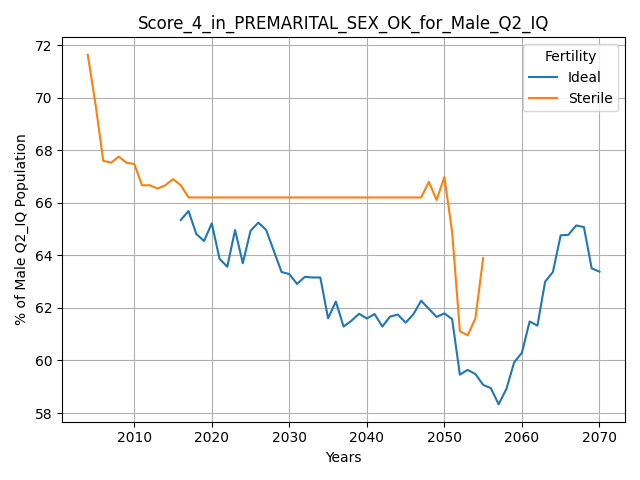 Score_4_in_PREMARITAL_SEX_OK_for_Male_Q2_IQ
% of Male Q2_IQ Population
72
70
68
66
64
62
60
58
Fertility
Ideal
Sterile
2010 2020 2030 2040 2050 2060 2070
Years